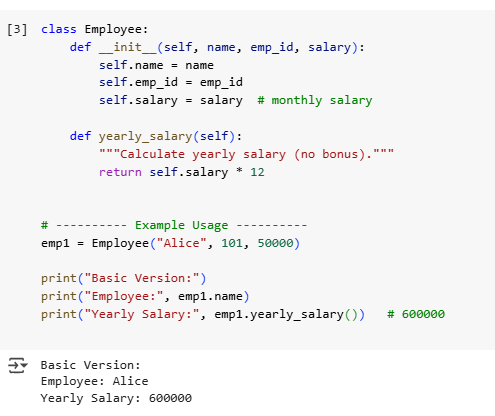 [3] class Employee:
    def __init__(self, name, emp_id, salary):
        self.name = name
        self.emp_id = emp_id
        self.salary = salary  # monthly salary

    def yearly_salary(self):
        """Calculate yearly salary (no bonus)."""
        return self.salary * 12

# ---------- Example Usage ----------
emp1 = Employee("Alice", 101, 50000)

print("Basic Version:")
print("Employee:", emp1.name)
print("Yearly Salary:", emp1.yearly_salary())   # 600000

Basic Version:
Employee: Alice
Yearly Salary: 600000